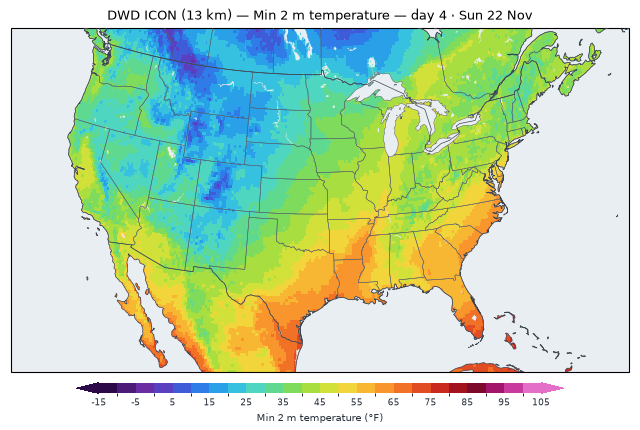 DWD ICON (13 km) — Min 2 m temperature — day 4 · Sun 22 Nov
-15 -5 5 15 25 35 45 55 65 75 85 95 105
Min 2 m temperature (°F)